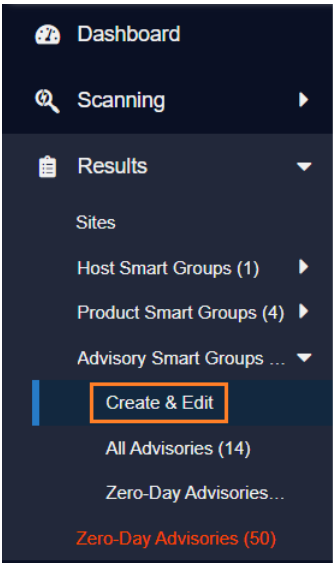 Dashboard
Scanning
Results
Sites
Host Smart Groups (1)
Product Smart Groups (4)
Advisory Smart Groups ...
Create & Edit
All Advisories (14)
Zero-Day Advisories...
Zero-Day Advisories (50)